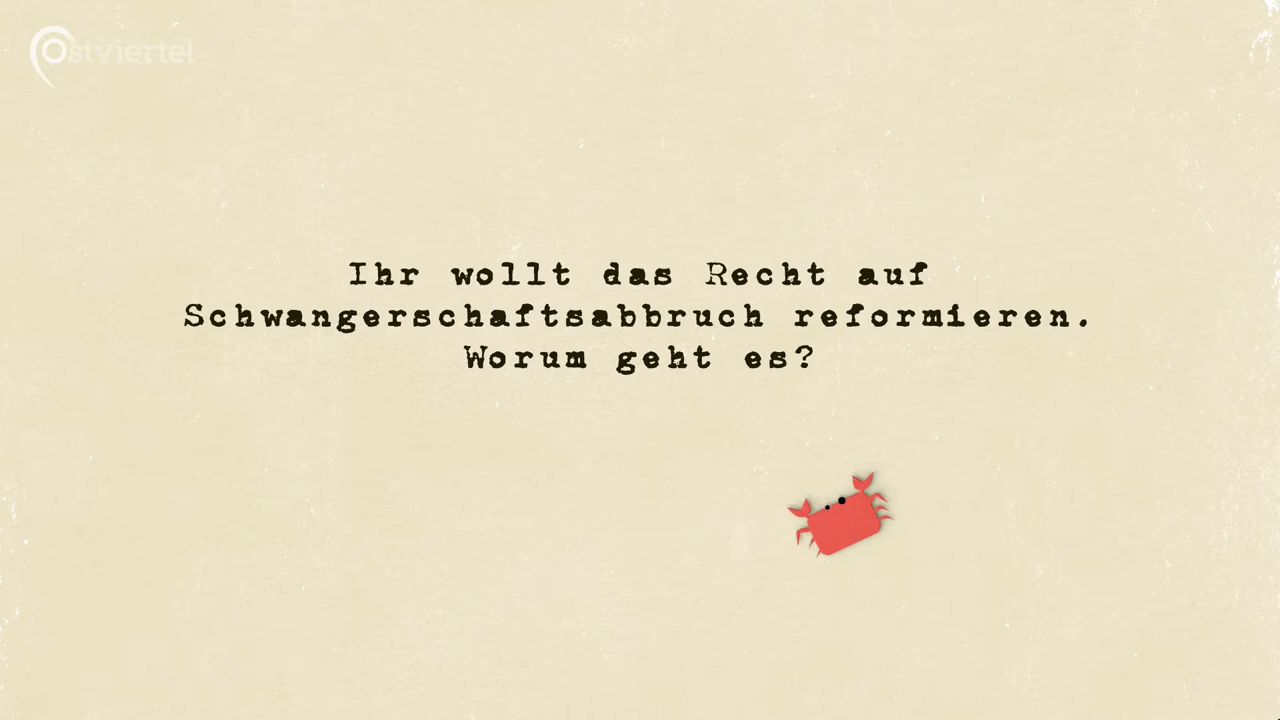 Ostviertel
Ihr wollt das Recht auf
Schwangerschaftsabbruch reformieren.
Worum geht es?